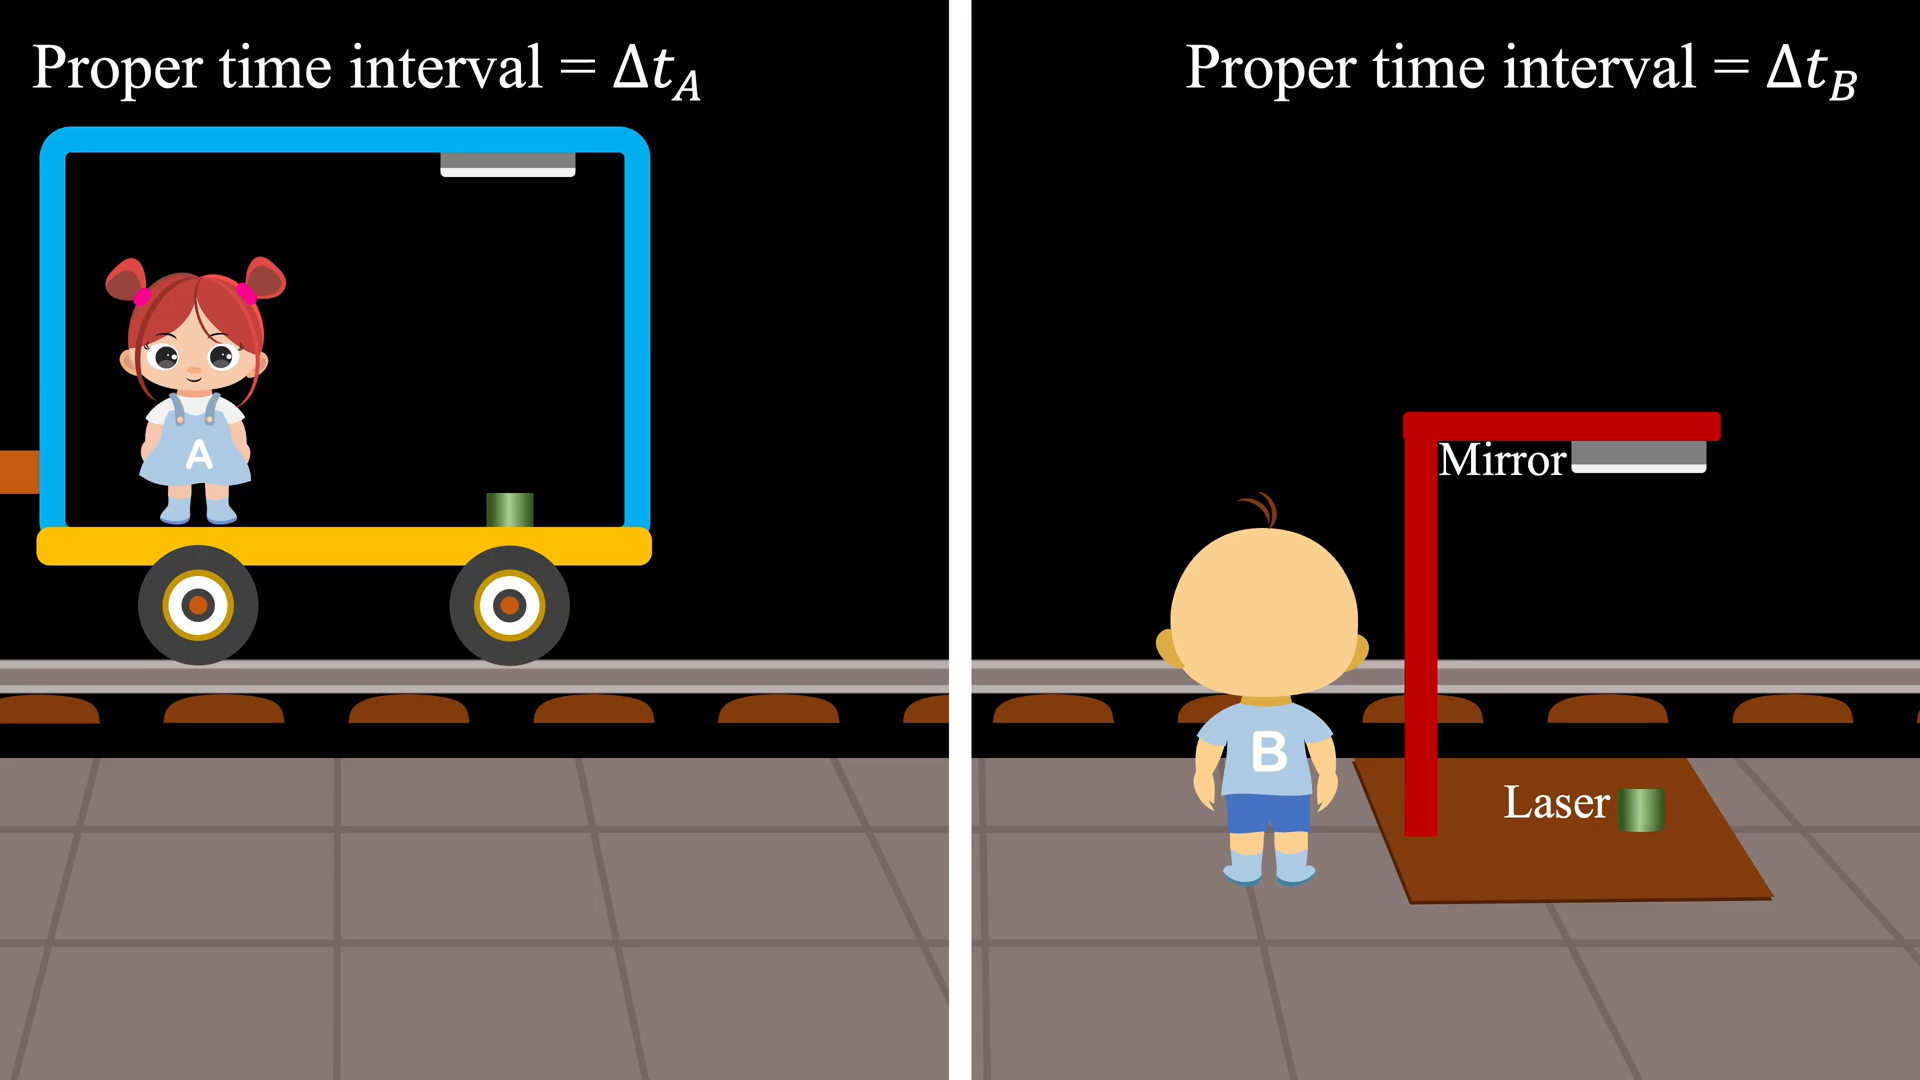 Proper time interval = Δt_A
Proper time interval = Δt_B
A
Mirror
B
Laser